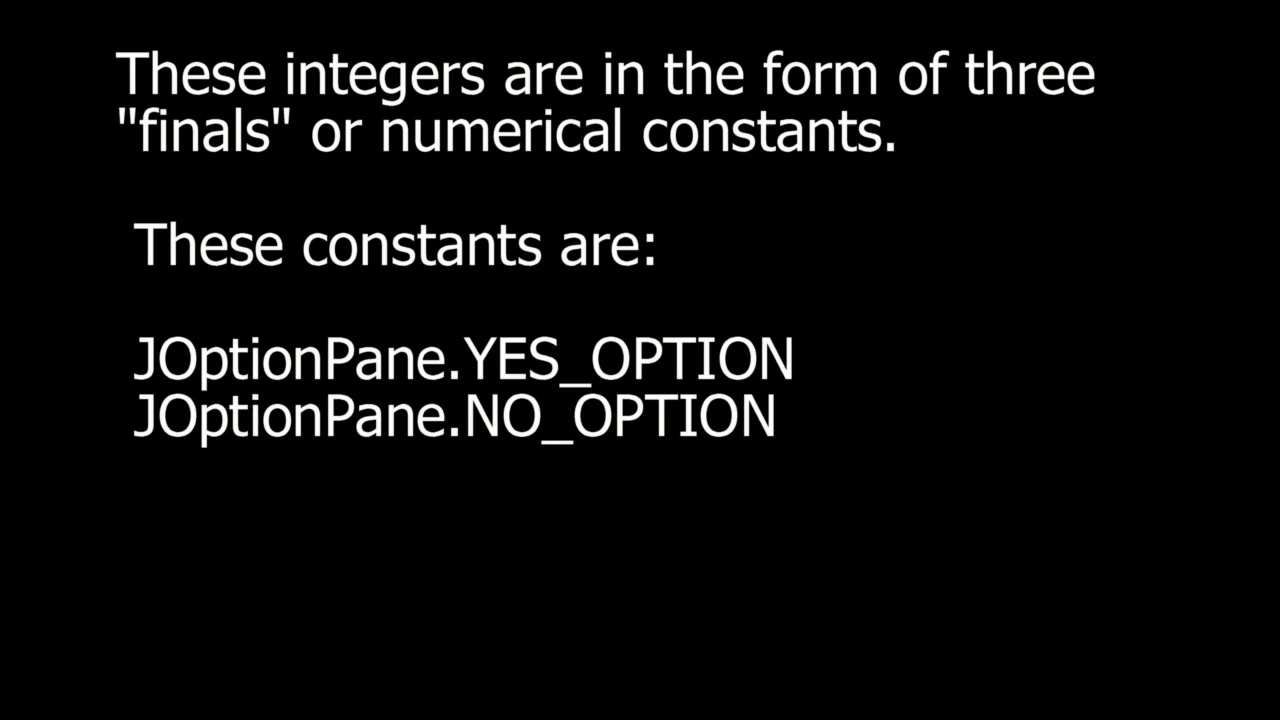 These integers are in the form of three
"finals" or numerical constants.
These constants are:
JOptionPane.YES_OPTION
JOptionPane.NO_OPTION